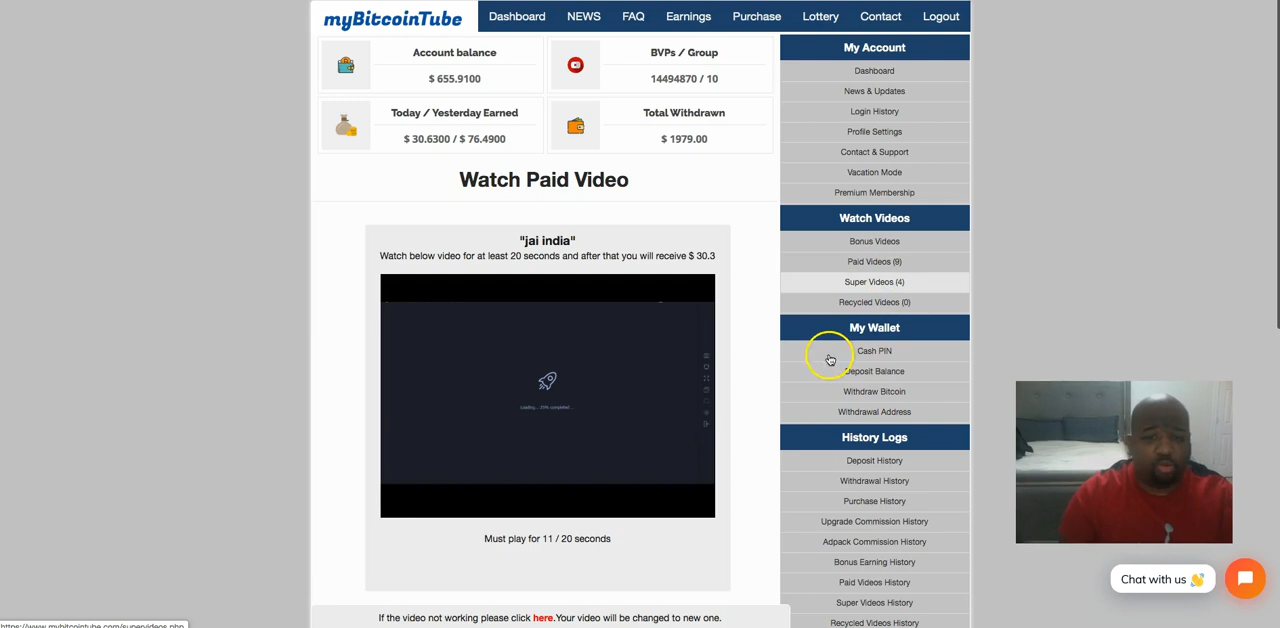 myBitcoinTube
Dashboard NEWS FAQ Earnings Purchase Lottery Contact Logout
Account balance
$ 655.9100
BVPs / Group
14494870 / 10
Today / Yesterday Earned
$ 30.6300 / $ 76.4900
Total Withdrawn
$ 1979.00
Watch Paid Video
"jai india"
Watch below video for at least 20 seconds and after that you will receive $ 30.3
Must play for 11 / 20 seconds
If the video not working please click here.Your video will be changed to new one.
My Account
Dashboard
News & Updates
Login History
Profile Settings
Contact & Support
Vacation Mode
Premium Membership
Watch Videos
Bonus Videos
Paid Videos (9)
Super Videos (4)
Recycled Videos (0)
My Wallet
Cash PIN
Deposit Balance
Withdraw Bitcoin
Withdrawal Address
History Logs
Deposit History
Withdrawal History
Purchase History
Upgrade Commission History
Adpack Commission History
Bonus Earning History
Paid Videos History
Super Videos History
Recycled Videos History
Chat with us 👋
https://www.mybitcointube.com/supervideos.php